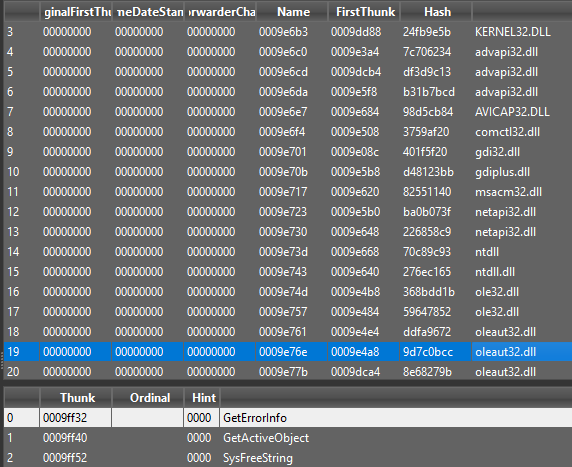 ginalFirstThu meDateStan orwarderCha Name FirstThunk Hash
3 00000000 00000000 00000000 0009e6b3 0009dd88 24fb9e5b KERNEL32.DLL
4 00000000 00000000 00000000 0009e6c0 0009e3a4 7c706234 advapi32.dll
5 00000000 00000000 00000000 0009e6cd 0009dcb4 df3d9c13 advapi32.dll
6 00000000 00000000 00000000 0009e6da 0009e5f8 b31b7bcd advapi32.dll
7 00000000 00000000 00000000 0009e6e7 0009e684 98d5cb84 AVICAP32.DLL
8 00000000 00000000 00000000 0009e6f4 0009e508 3759af20 comctl32.dll
9 00000000 00000000 00000000 0009e701 0009e08c 401f5f20 gdi32.dll
10 00000000 00000000 00000000 0009e70b 0009e5b8 d48123bb gdiplus.dll
11 00000000 00000000 00000000 0009e717 0009e620 82551140 msacm32.dll
12 00000000 00000000 00000000 0009e723 0009e5b0 ba0b073f netapi32.dll
13 00000000 00000000 00000000 0009e730 0009e648 226858c9 netapi32.dll
14 00000000 00000000 00000000 0009e73d 0009e668 70c89c93 ntdll
15 00000000 00000000 00000000 0009e743 0009e640 276ec165 ntdll.dll
16 00000000 00000000 00000000 0009e74d 0009e4b8 368bdd1b ole32.dll
17 00000000 00000000 00000000 0009e757 0009e484 59647852 ole32.dll
18 00000000 00000000 00000000 0009e761 0009e4e4 ddfa9672 oleaut32.dll
19 00000000 00000000 00000000 0009e76e 0009e4a8 9d7c0bcc oleaut32.dll
20 00000000 00000000 00000000 0009e77b 0009dca4 8e68279b oleaut32.dll
Thunk Ordinal Hint
0 0009ff32 0000 GetErrorInfo
1 0009ff40 0000 GetActiveObject
2 0009ff52 0000 SysFreeString